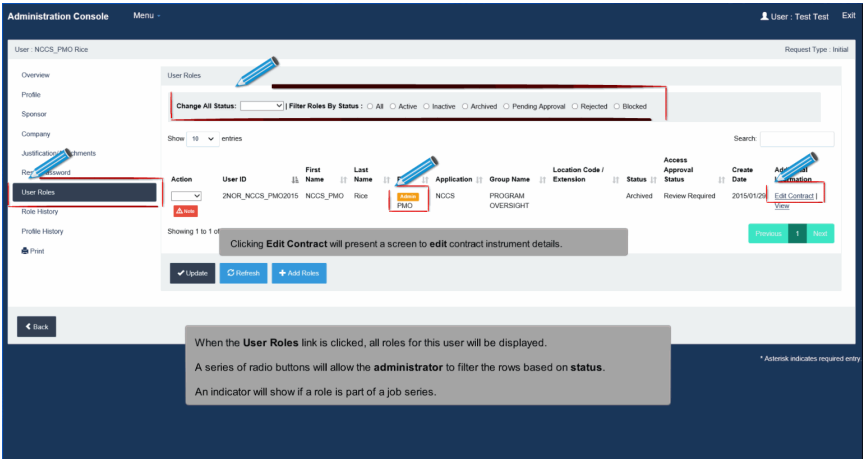 Administration Console
Menu -
User : Test Test
Exit
User : NCCS_PMO Rice
Request Type : Initial
Overview
Profile
Sponsor
Company
User Roles
Role History
Profile History
Print
User Roles
Change All Status: | Filter Roles By Status : All Active Inactive Archived Pending Approval Rejected Blocked
Show 10 entries
Search:
Action User ID First Name Last Name Application Group Name Location Code / Extension Status Access Approval Status Create Date
2NOR_NCCS_PMO2015 NCCS_PMO Rice PMO NCCS PROGRAM OVERSIGHT Archived Review Required 2015/01/29 Edit Contract | View
Note
Showing 1 to 1 of
Previous 1 Next
Clicking Edit Contract will present a screen to edit contract instrument details.
Update
Refresh
Add Roles
Back
When the User Roles link is clicked, all roles for this user will be displayed.
A series of radio buttons will allow the administrator to filter the rows based on status.
An indicator will show if a role is part of a job series.
* Asterisk indicates required entry.